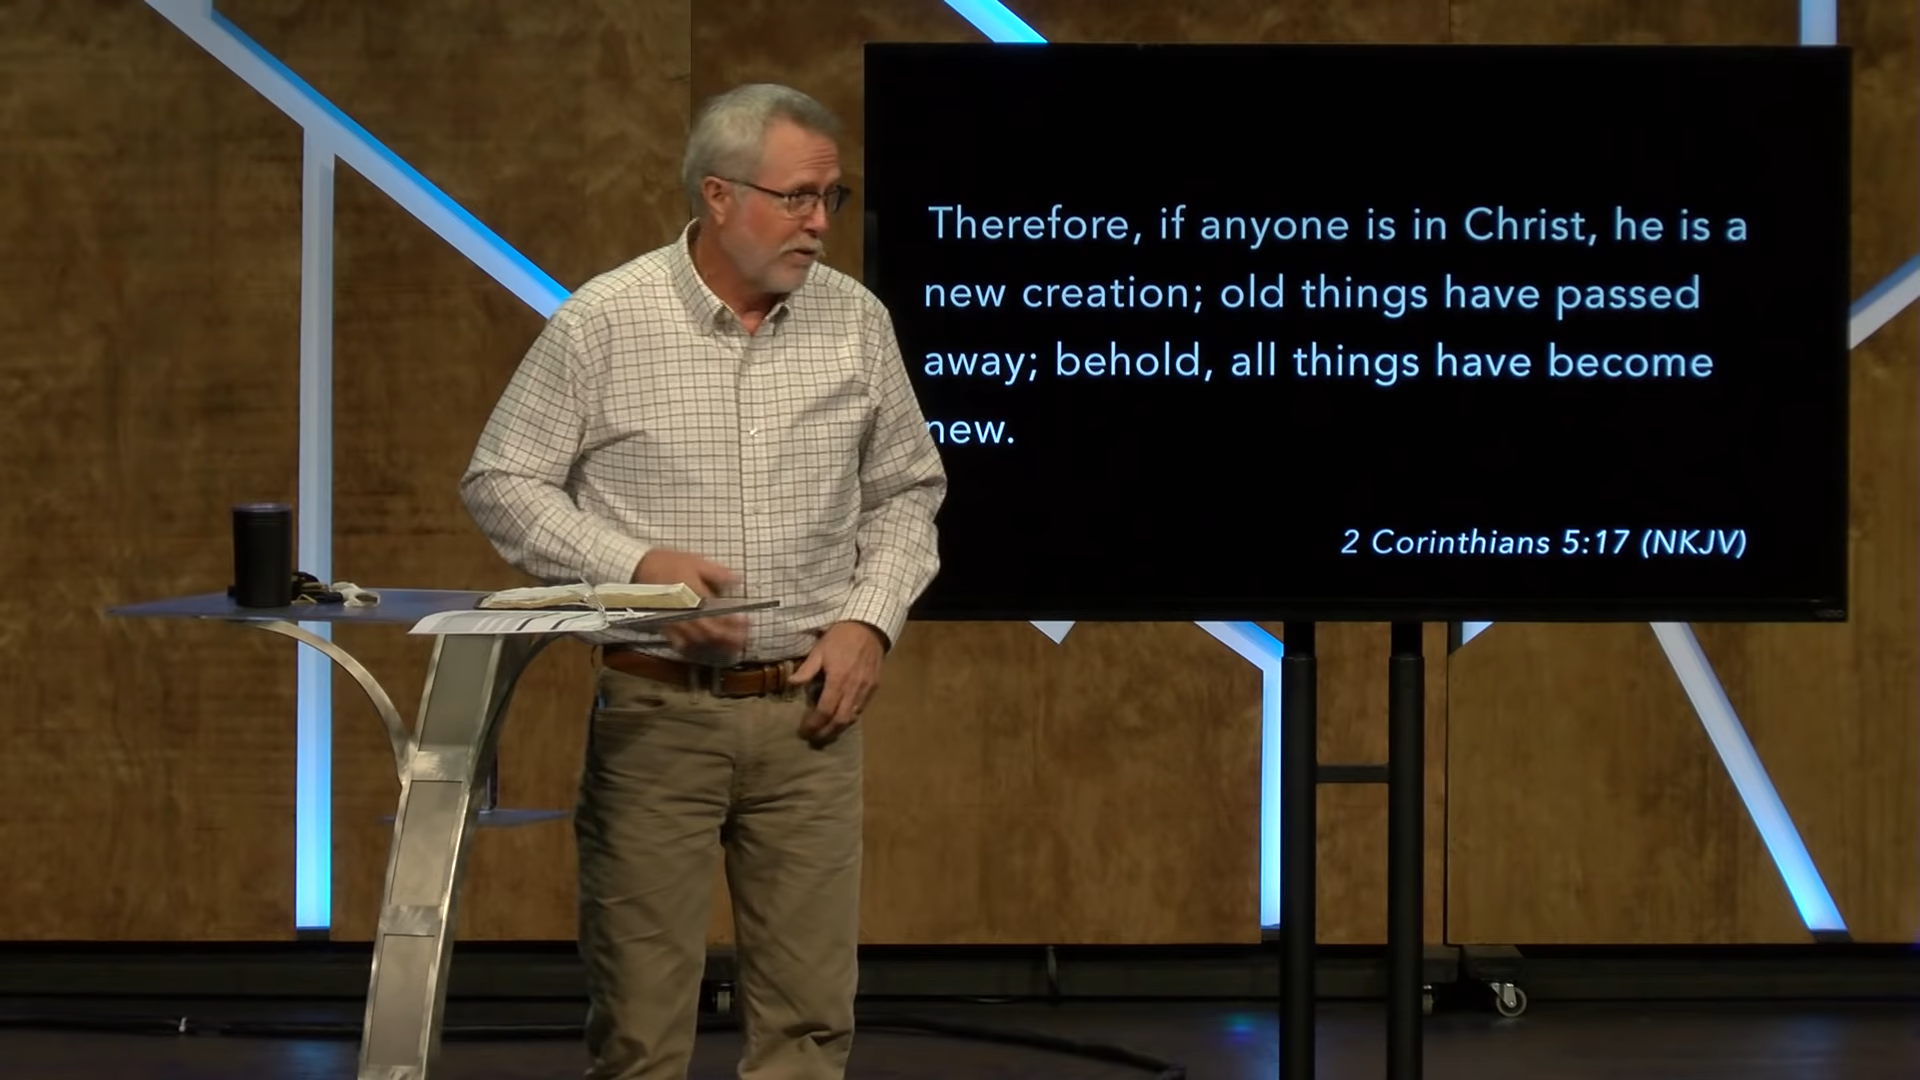 Therefore, if anyone is in Christ, he is a
new creation; old things have passed
away; behold, all things have become
new.
2 Corinthians 5:17 (NKJV)